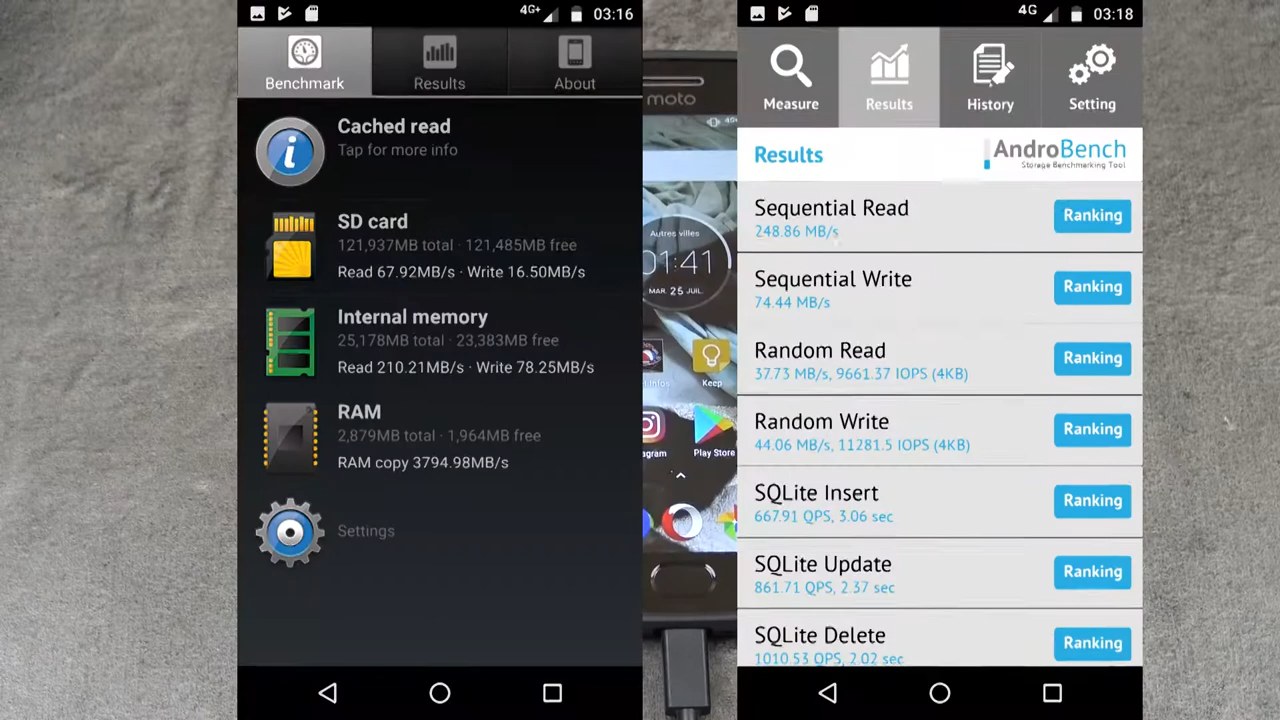 4G+
03:16
Benchmark
Results
About
Cached read
Tap for more info
SD card
121,937MB total · 121,485MB free
Read 67.92MB/s · Write 16.50MB/s
Internal memory
25,178MB total · 23,383MB free
Read 210.21MB/s · Write 78.25MB/s
RAM
2,879MB total · 1,964MB free
RAM copy 3794.98MB/s
Settings
moto
Autres villes
01:41
MAR. 25 JUIL.
Infos
Keep
agram
Play Store
4G
03:18
Measure
Results
History
Setting
Results
AndroBench
Storage Benchmarking Tool
Sequential Read
248.86 MB/s
Ranking
Sequential Write
74.44 MB/s
Ranking
Random Read
37.73 MB/s, 9661.37 IOPS (4KB)
Ranking
Random Write
44.06 MB/s, 11281.5 IOPS (4KB)
Ranking
SQLite Insert
667.91 QPS, 3.06 sec
Ranking
SQLite Update
861.71 QPS, 2.37 sec
Ranking
SQLite Delete
1010.53 QPS, 2.02 sec
Ranking